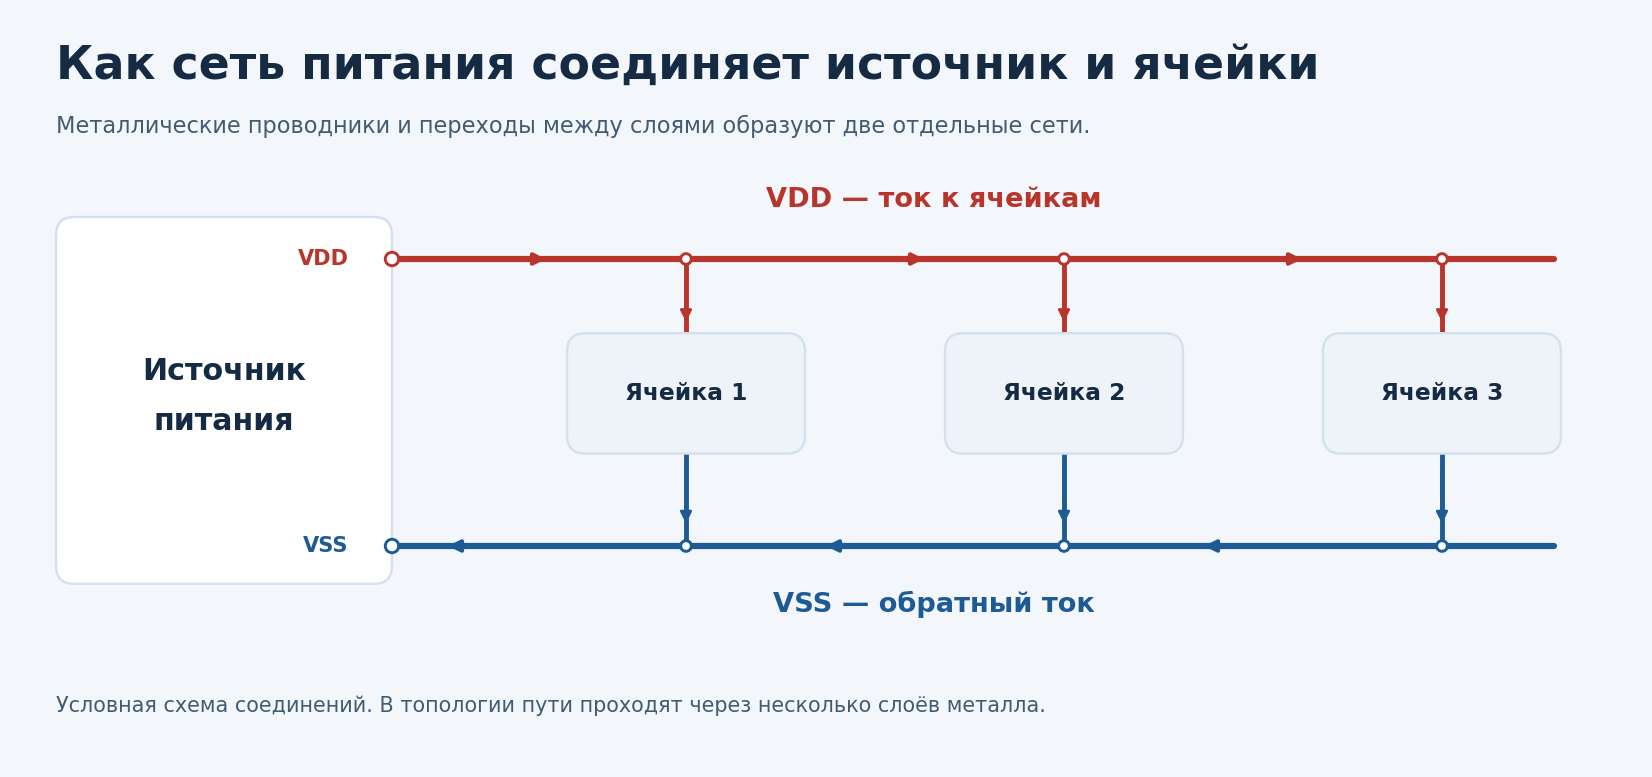 Как сеть питания соединяет источник и ячейки
Металлические проводники и переходы между слоями образуют две отдельные сети.
VDD — ток к ячейкам
VDD
Источник
питания
Ячейка 1
Ячейка 2
Ячейка 3
VSS
VSS — обратный ток
Условная схема соединений. В топологии пути проходят через несколько слоёв металла.